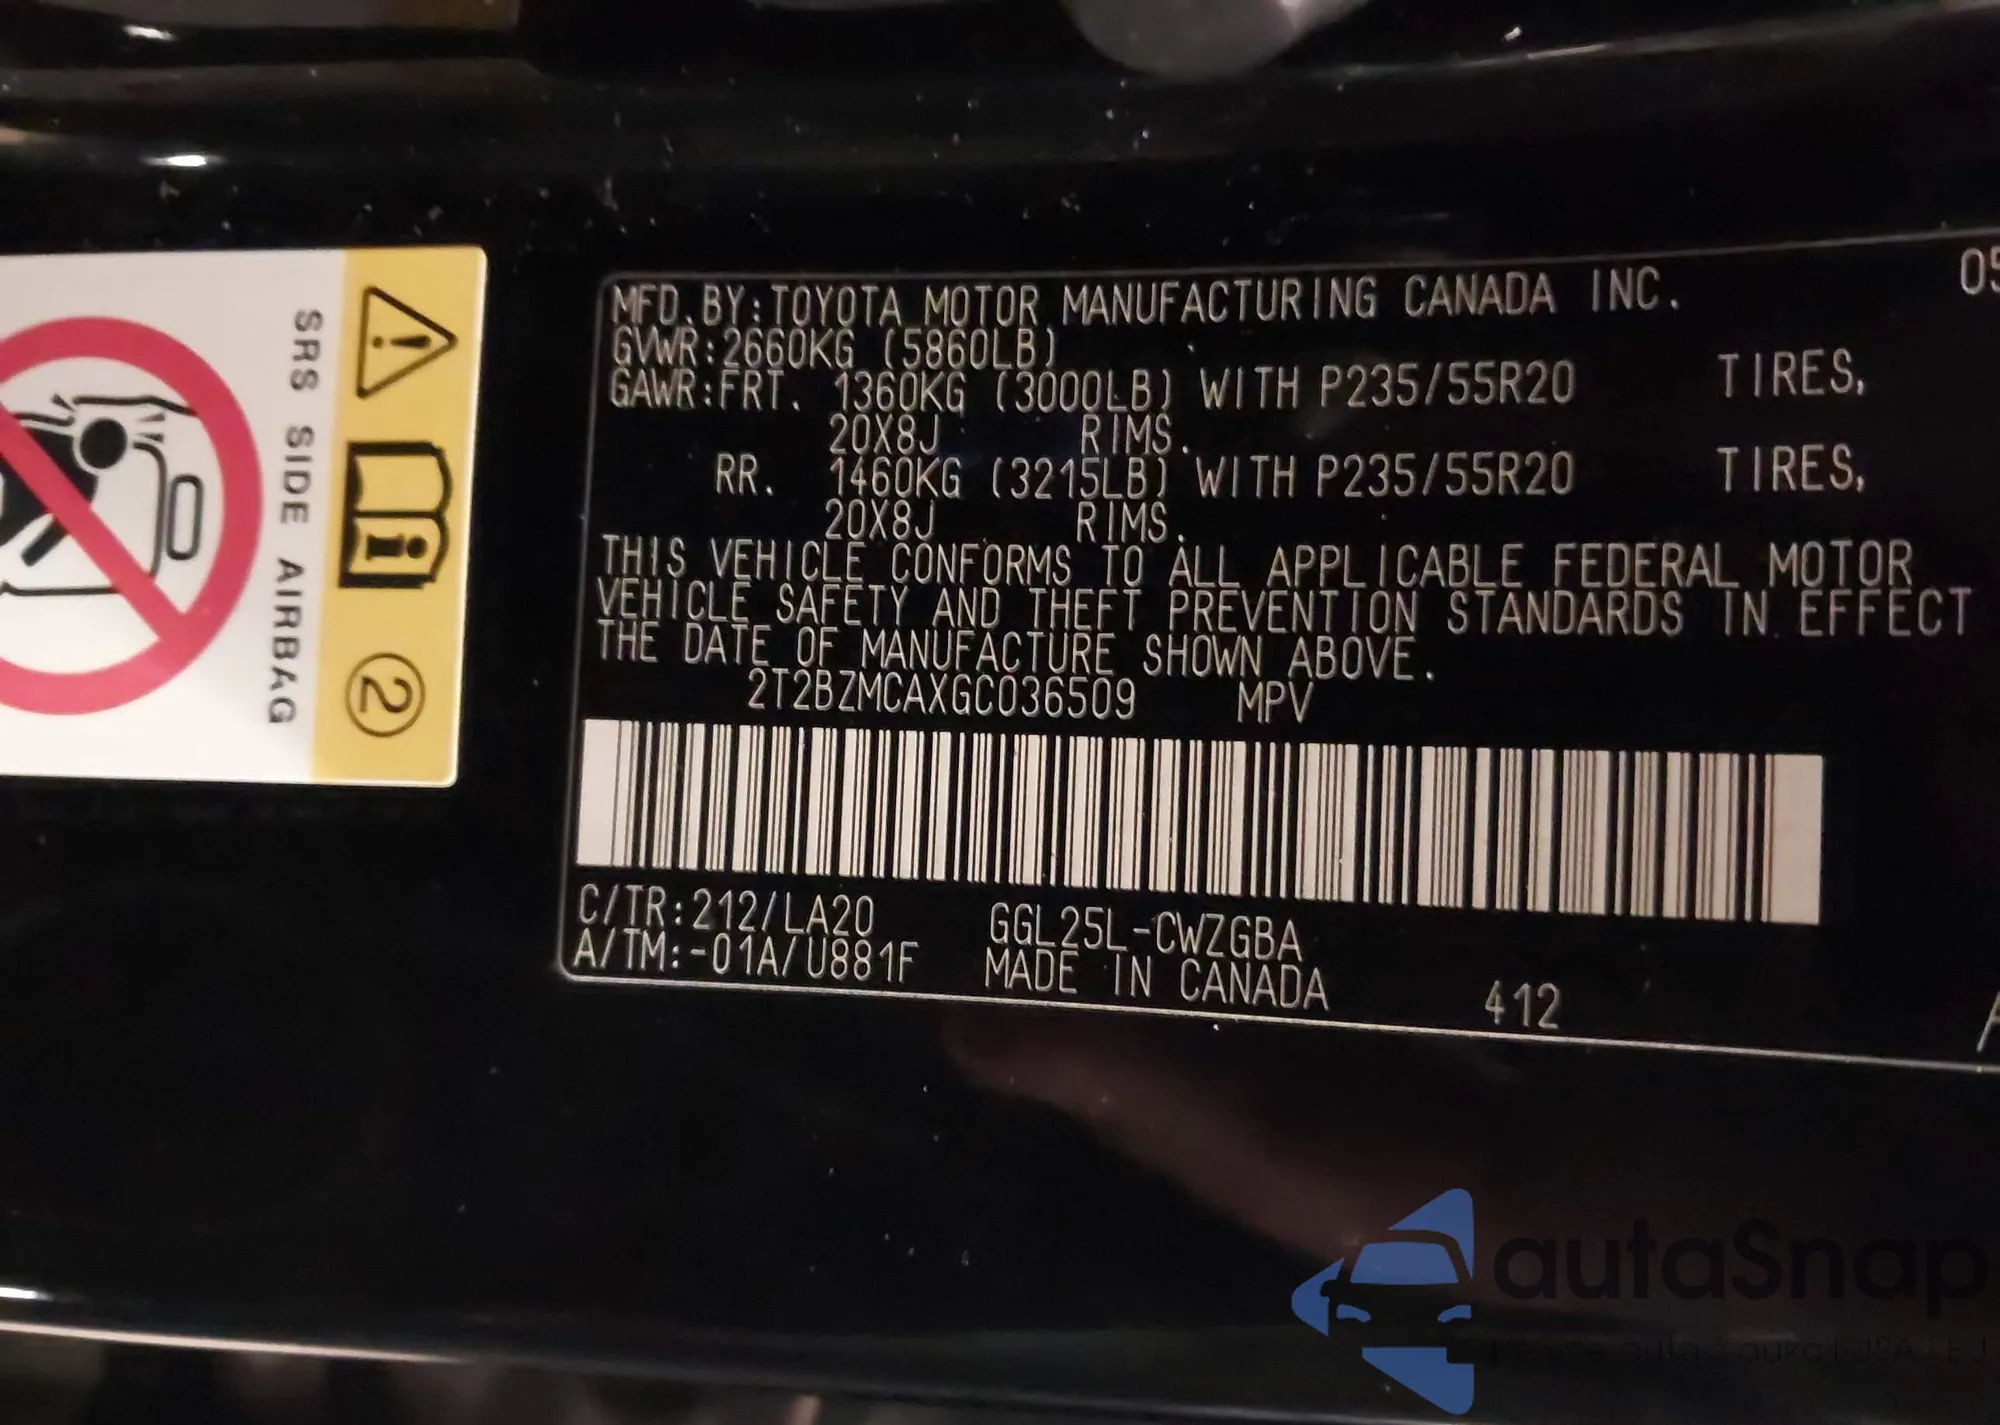 MFD.BY:TOYOTA MOTOR MANUFACTURING CANADA INC. 05
GVWR:2660KG (5860LB)
GAWR:FRT. 1360KG (3000LB) WITH P235/55R20 TIRES,
20X8J RIMS.
RR. 1460KG (3215LB) WITH P235/55R20 TIRES,
20X8J RIMS.
THIS VEHICLE CONFORMS TO ALL APPLICABLE FEDERAL MOTOR
VEHICLE SAFETY AND THEFT PREVENTION STANDARDS IN EFFECT
THE DATE OF MANUFACTURE SHOWN ABOVE.
2T2BZMCAXGC036509 MPV
C/TR:212/LA20 GGL25L-CWZGBA
A/TM:-01A/U881F MADE IN CANADA 412 A
SRS SIDE AIRBAG
2
autoSnap